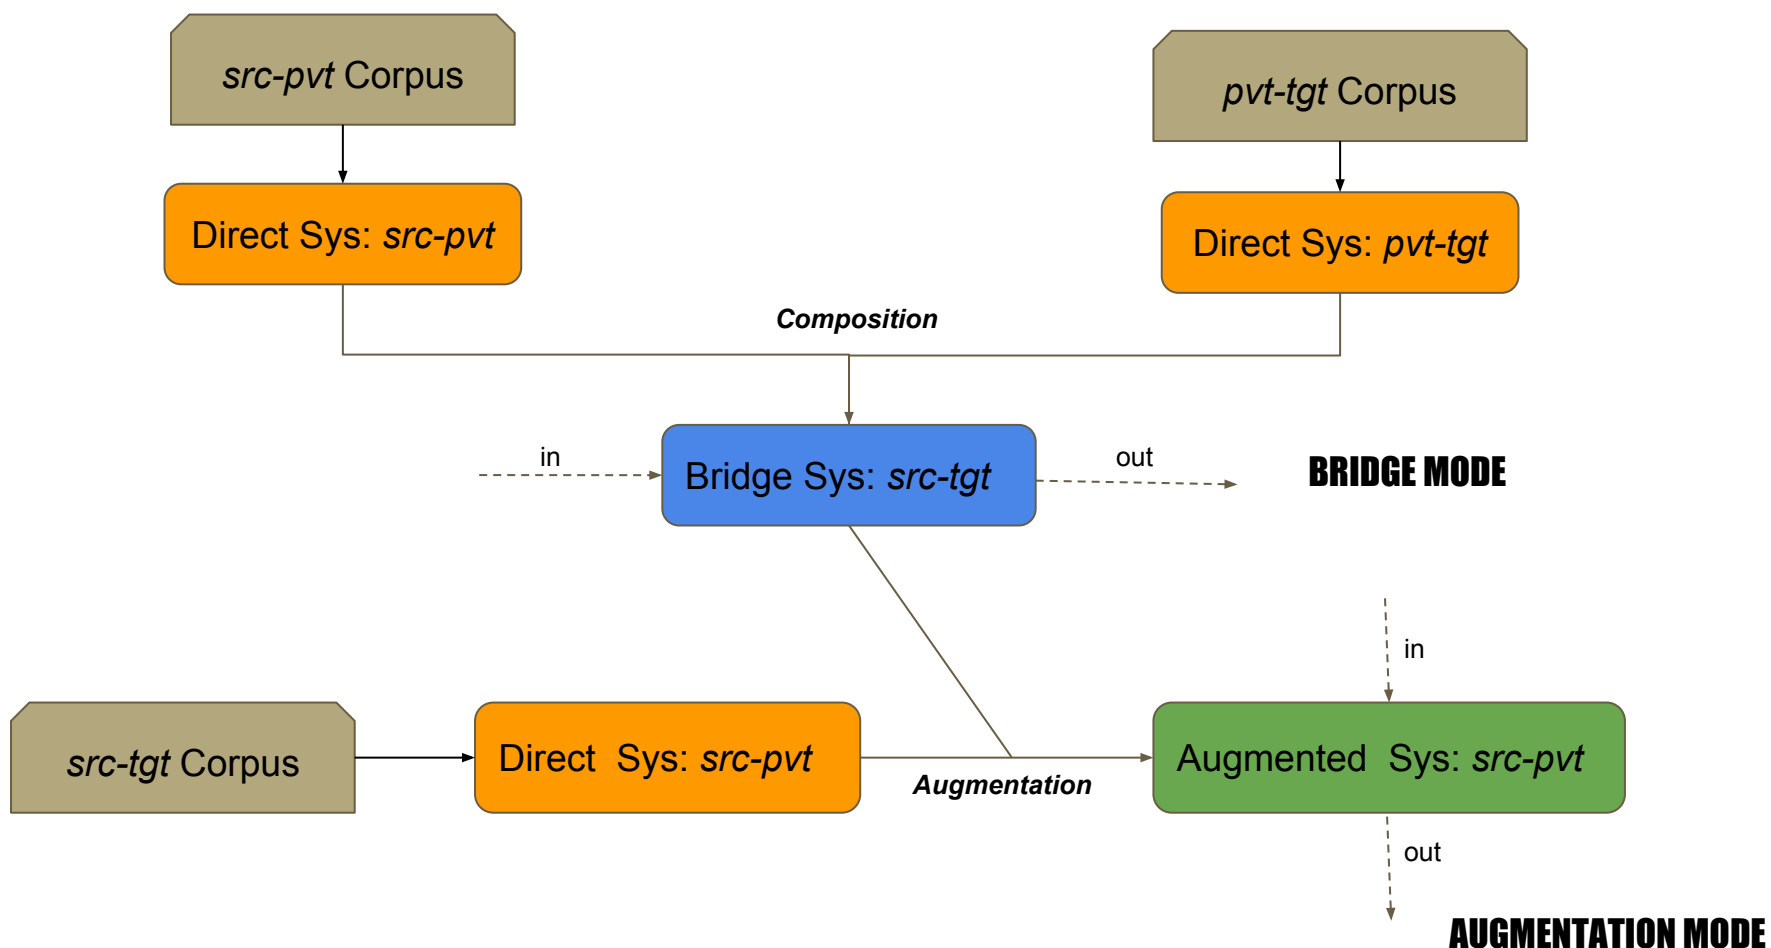 src-pvt Corpus
pvt-tgt Corpus
Direct Sys: src-pvt
Direct Sys: pvt-tgt
Composition
in
Bridge Sys: src-tgt
out
BRIDGE MODE
in
src-tgt Corpus
Direct Sys: src-pvt
Augmentation
Augmented Sys: src-pvt
out
AUGMENTATION MODE